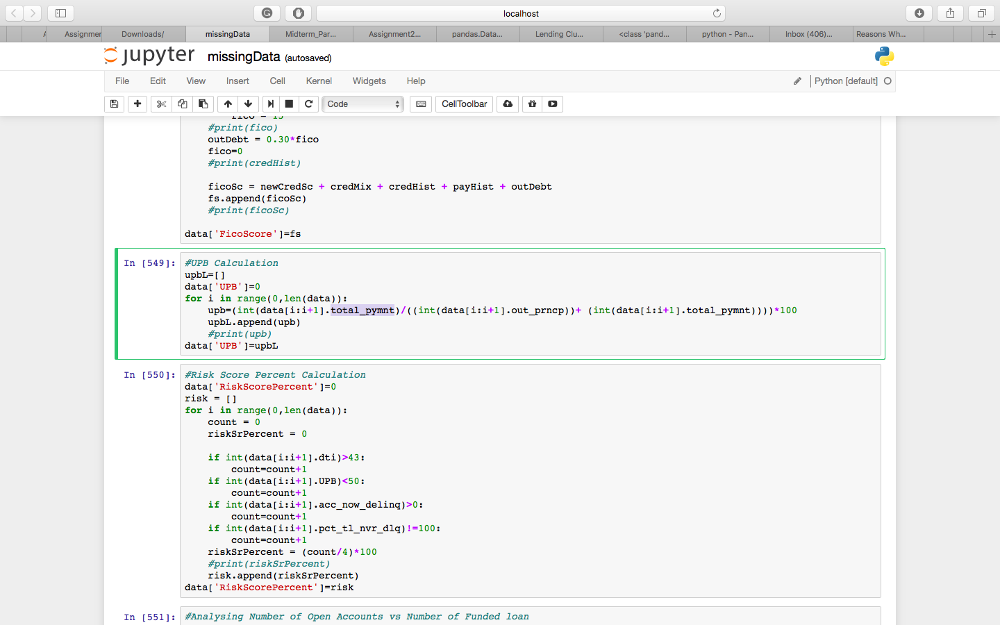 localhost
Assignmer
Downloads/
missingData
Midterm_Par...
Assignment2...
pandas.Data...
Lending Clu...
<class 'pand...
python - Pan...
Inbox (406)...
Reasons Wh...
jupyter missingData (autosaved)
File Edit View Insert Cell Kernel Widgets Help Python [default]
Code CellToolbar
fico = 15
#print(fico)
outDebt = 0.30*fico
fico=0
#print(credHist)
ficoSc = newCredSc + credMix + credHist + payHist + outDebt
fs.append(ficoSc)
#print(ficoSc)
data['FicoScore']=fs
In [549]: #UPB Calculation
upbL=[]
data['UPB']=0
for i in range(0,len(data)):
upb=(int(data[i:i+1].total_pymnt)/((int(data[i:i+1].out_prncp))+ (int(data[i:i+1].total_pymnt))))*100
upbL.append(upb)
#print(upb)
data['UPB']=upbL
In [550]: #Risk Score Percent Calculation
data['RiskScorePercent']=0
risk = []
for i in range(0,len(data)):
count = 0
riskSrPercent = 0
if int(data[i:i+1].dti)>43:
count=count+1
if int(data[i:i+1].UPB)<50:
count=count+1
if int(data[i:i+1].acc_now_delinq)>0:
count=count+1
if int(data[i:i+1].pct_tl_nvr_dlq)!=100:
count=count+1
riskSrPercent = (count/4)*100
#print(riskSrPercent)
risk.append(riskSrPercent)
data['RiskScorePercent']=risk
In [551]: #Analysing Number of Open Accounts vs Number of Funded loan